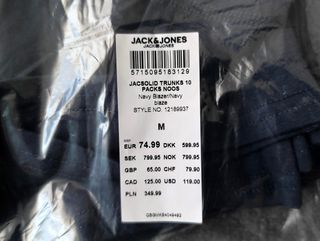 JACK&JONES
JACK&JONES
5715095183129
JACSOLID TRUNKS 10
PACKS NOOS
Navy Blazer/Navy
blaze
STYLE NO. 12189937
M
RRP
EUR 74.99 DKK 599.95
SEK 799.95 NOK 799.95
GBP 65.00 CHF 79.90
CAD 125.00 USD 119.00
PLN 349.99